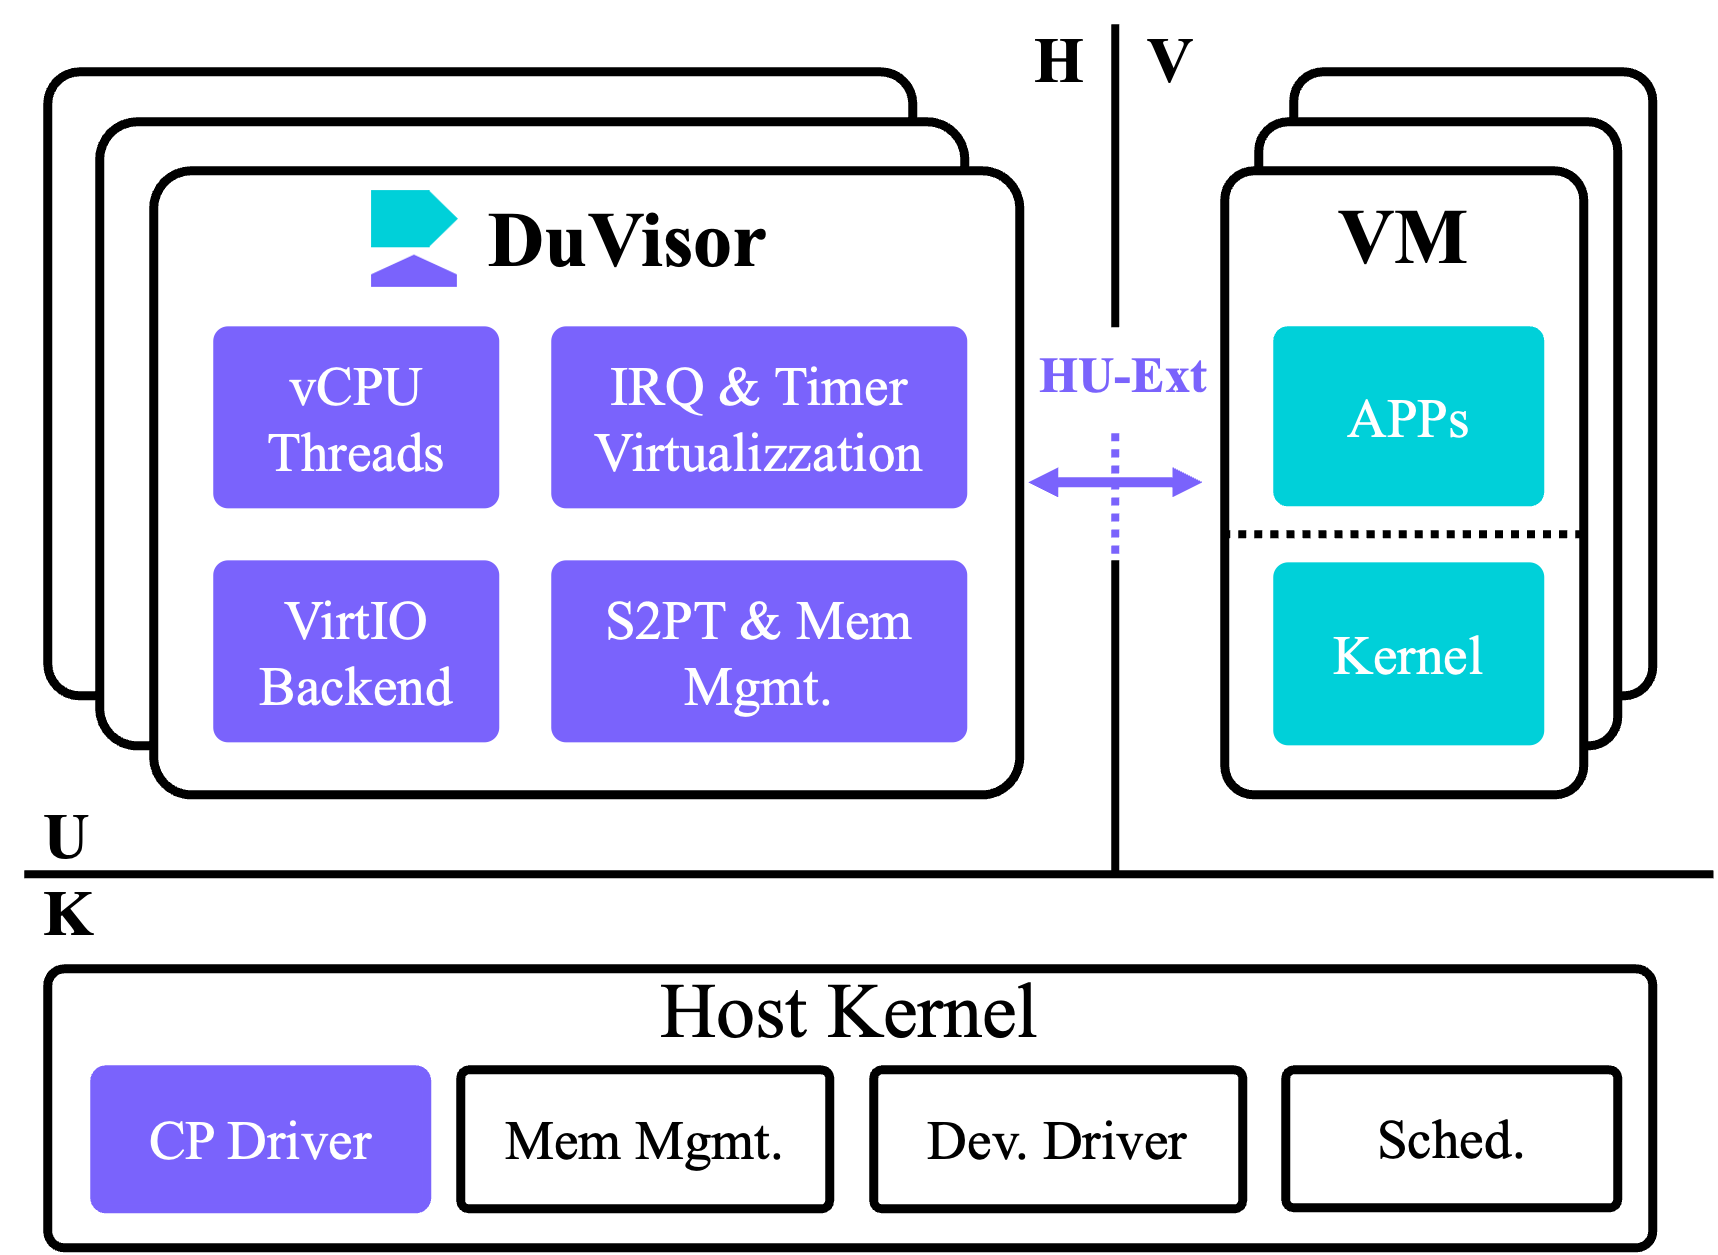 H V
DuVisor
VM
vCPU
Threads
IRQ & Timer
Virtualizzation
HU-Ext
APPs
VirtIO
Backend
S2PT & Mem
Mgmt.
Kernel
U
K
Host Kernel
CP Driver
Mem Mgmt.
Dev. Driver
Sched.